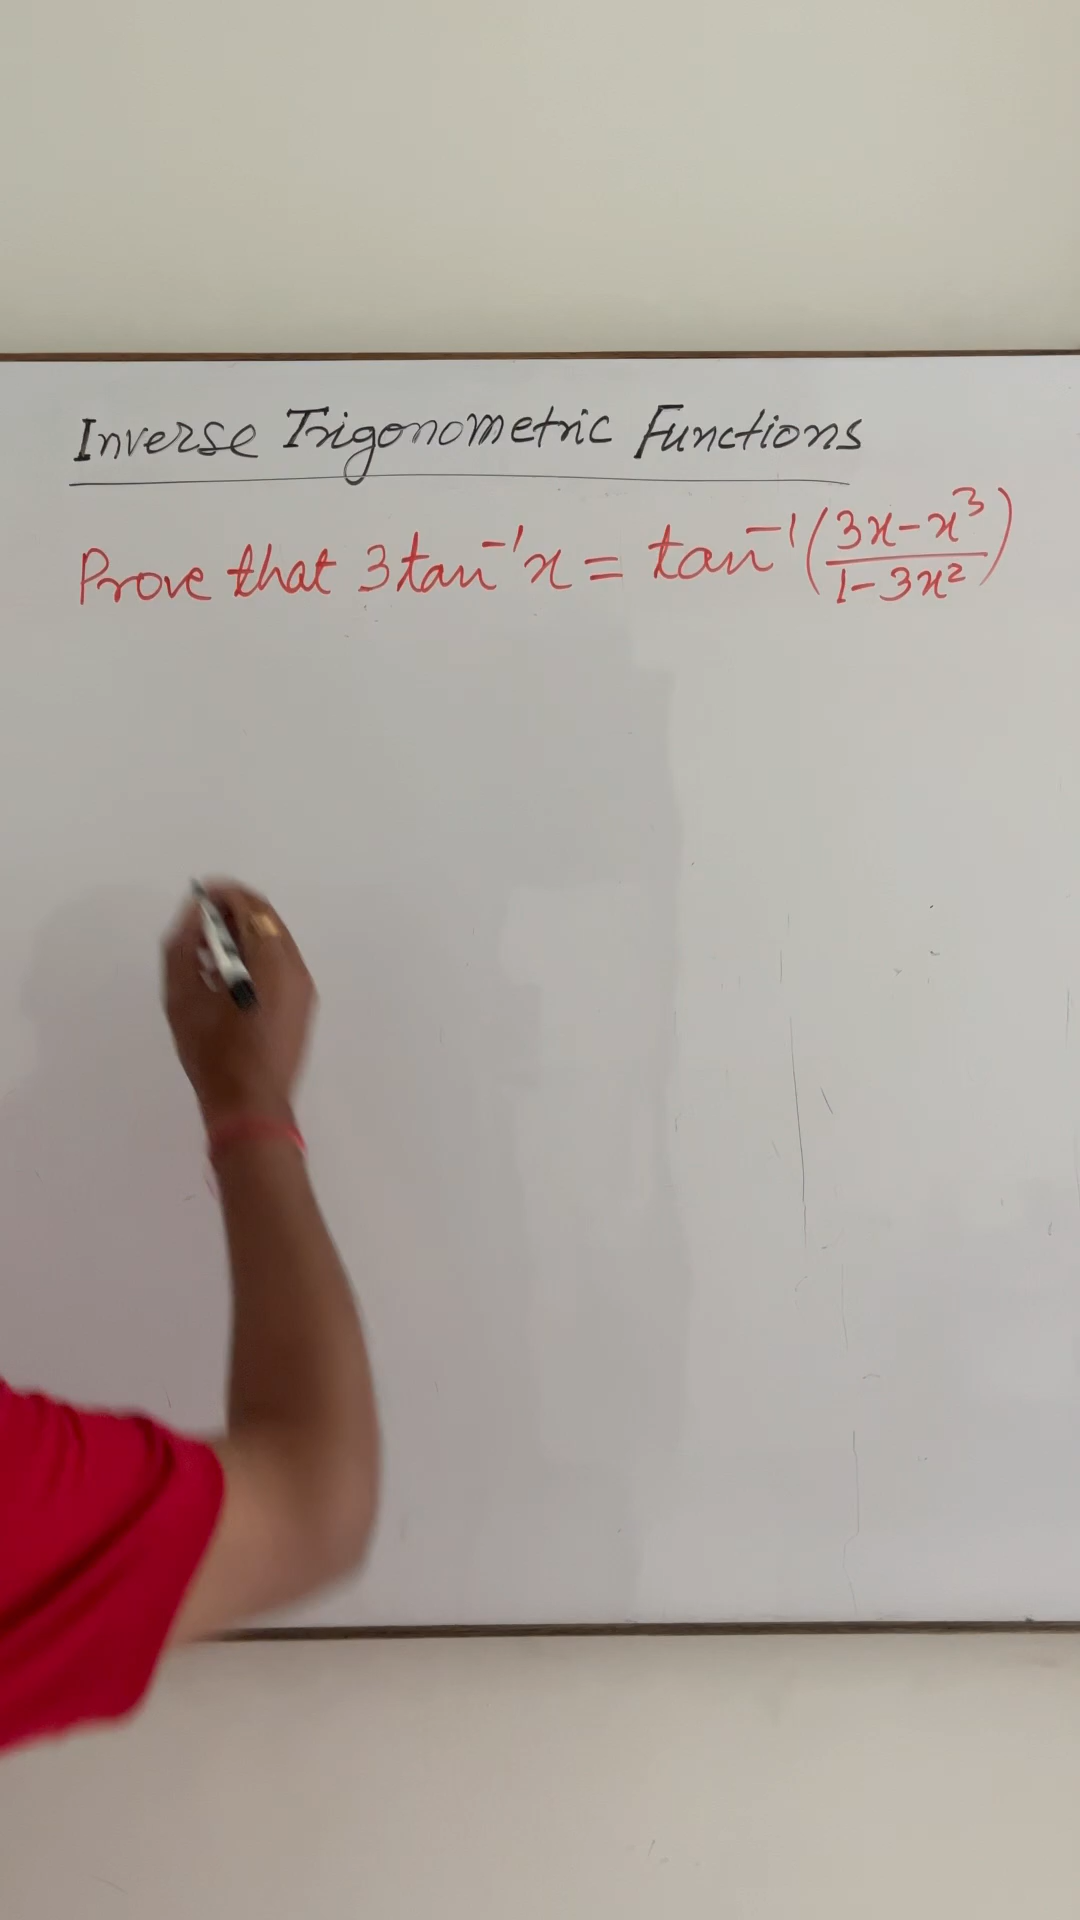 Inverse Trigonometric Functions
Prove that 3tan⁻¹x = tan⁻¹((3x-x³)/(1-3x²))